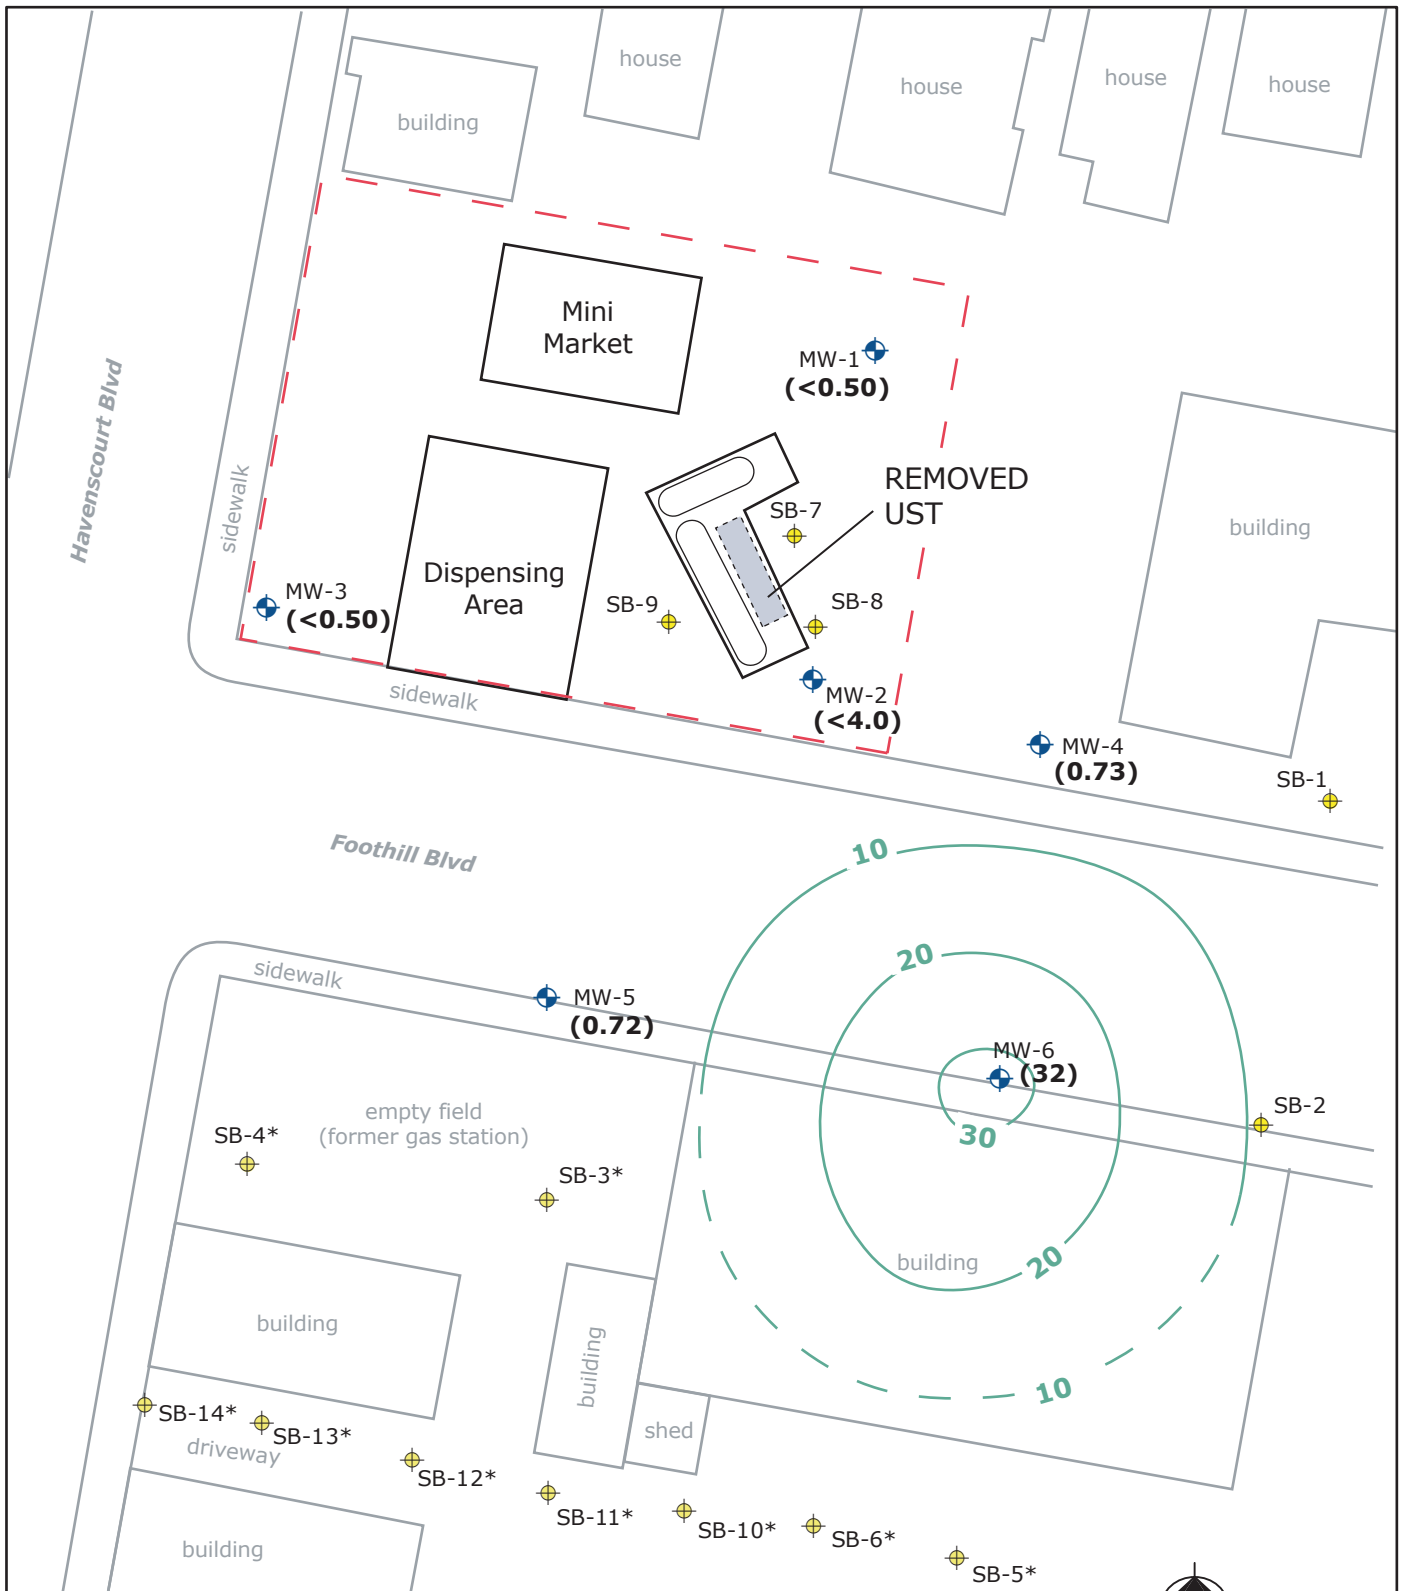 house
house
house
house
building
Mini
Market
MW-1
(<0.50)
Havenscourt Blvd
sidewalk
REMOVED
UST
SB-7
building
Dispensing
Area
MW-3
(<0.50)
SB-9
SB-8
sidewalk
MW-2
(<4.0)
MW-4
(0.73)
SB-1
Foothill Blvd
10
20
sidewalk
MW-5
(0.72)
MW-6
(32)
30
SB-2
empty field
(former gas station)
SB-4*
SB-3*
building
20
building
building
10
SB-14*
SB-13*
driveway
shed
SB-12*
SB-11*
SB-10*
SB-6*
SB-5*
building